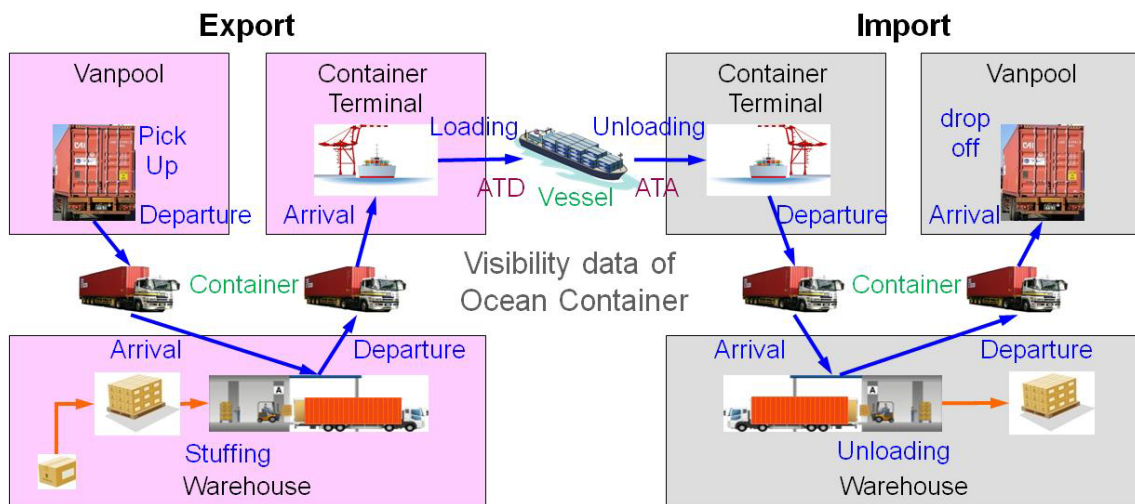 Export
Import
Vanpool
Pick
Up
Departure
Container
Terminal
Arrival
Loading
ATD
Vessel
Unloading
ATA
Container
Terminal
Departure
Vanpool
drop
off
Arrival
Container
Visibility data of
Ocean Container
Container
Arrival
Departure
Stuffing
Warehouse
A
Arrival
Departure
Unloading
Warehouse
A